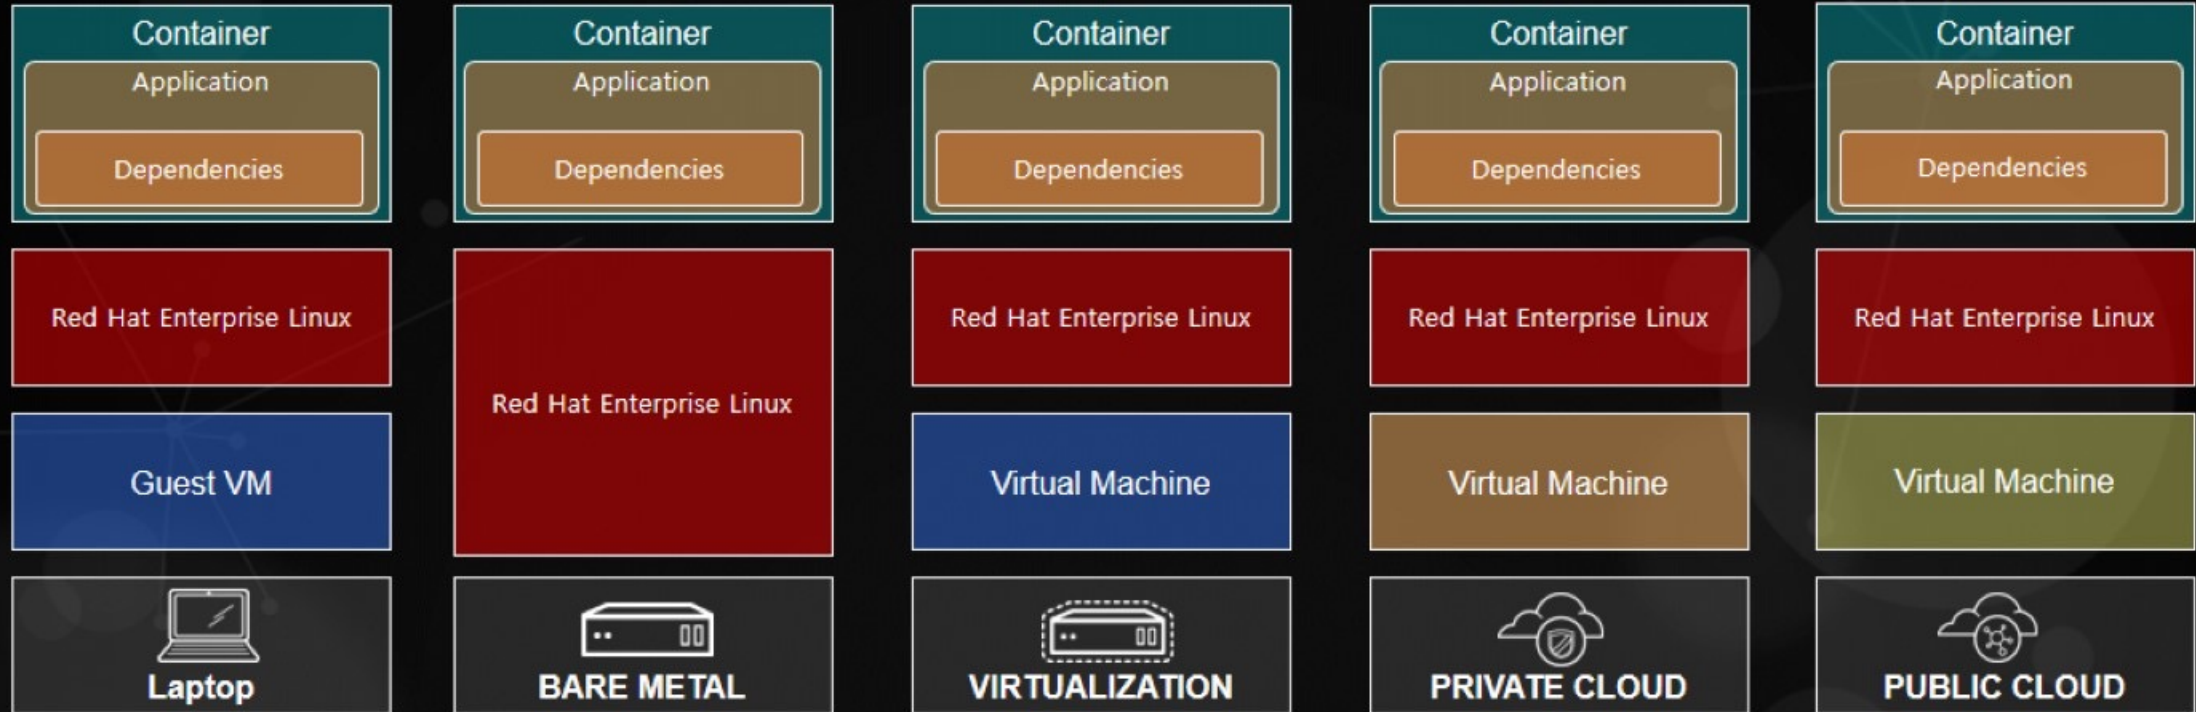 Container
Application
Dependencies
Red Hat Enterprise Linux
Guest VM
Laptop
Container
Application
Dependencies
Red Hat Enterprise Linux
BARE METAL
Container
Application
Dependencies
Red Hat Enterprise Linux
Virtual Machine
VIRTUALIZATION
Container
Application
Dependencies
Red Hat Enterprise Linux
Virtual Machine
PRIVATE CLOUD
Container
Application
Dependencies
Red Hat Enterprise Linux
Virtual Machine
PUBLIC CLOUD